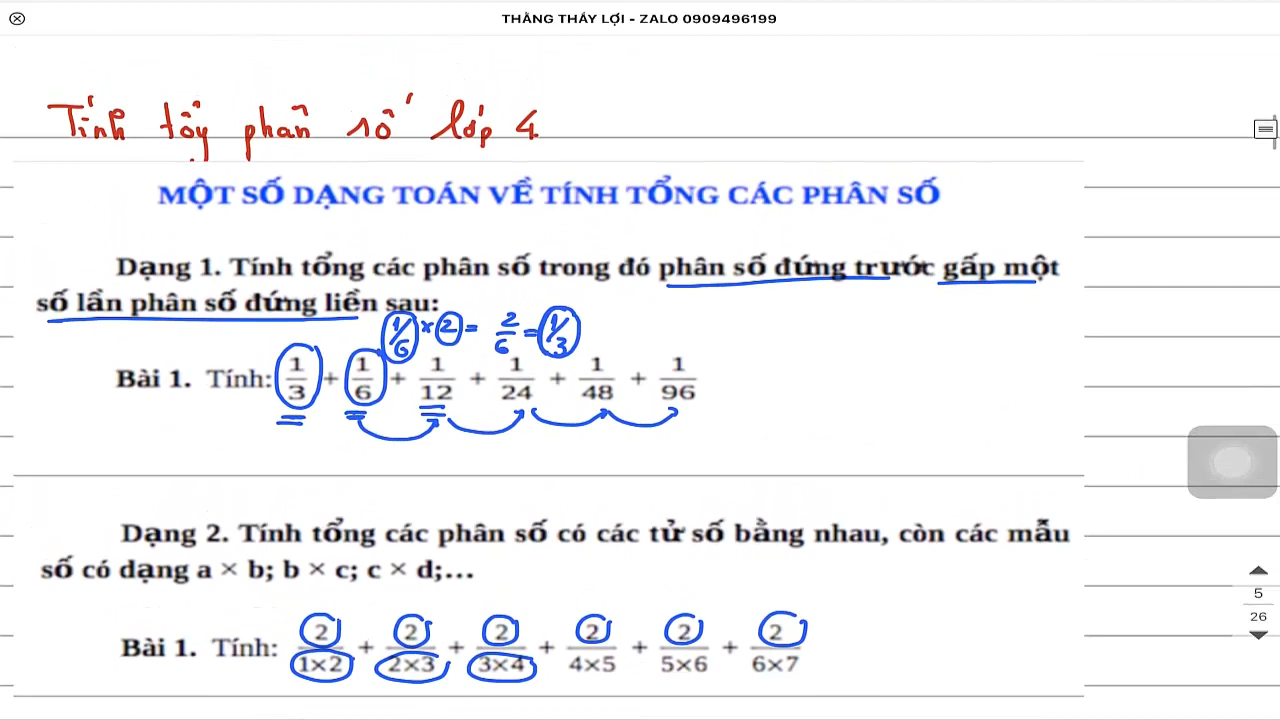 THẦNG THẦY LỢI - ZALO 0909496199
Tính tổng phân số lớp 4
MỘT SỐ DẠNG TOÁN VỀ TÍNH TỔNG CÁC PHÂN SỐ
Dạng 1. Tính tổng các phân số trong đó phân số đứng trước gấp một
số lần phân số đứng liền sau:
1/6 × 2 = 2/6 = 1/3
Bài 1. Tính: 1/3 + 1/6 + 1/12 + 1/24 + 1/48 + 1/96
Dạng 2. Tính tổng các phân số có các tử số bằng nhau, còn các mẫu
số có dạng a × b; b × c; c × d;...
5
26
Bài 1. Tính: 2/1×2 + 2/2×3 + 2/3×4 + 2/4×5 + 2/5×6 + 2/6×7